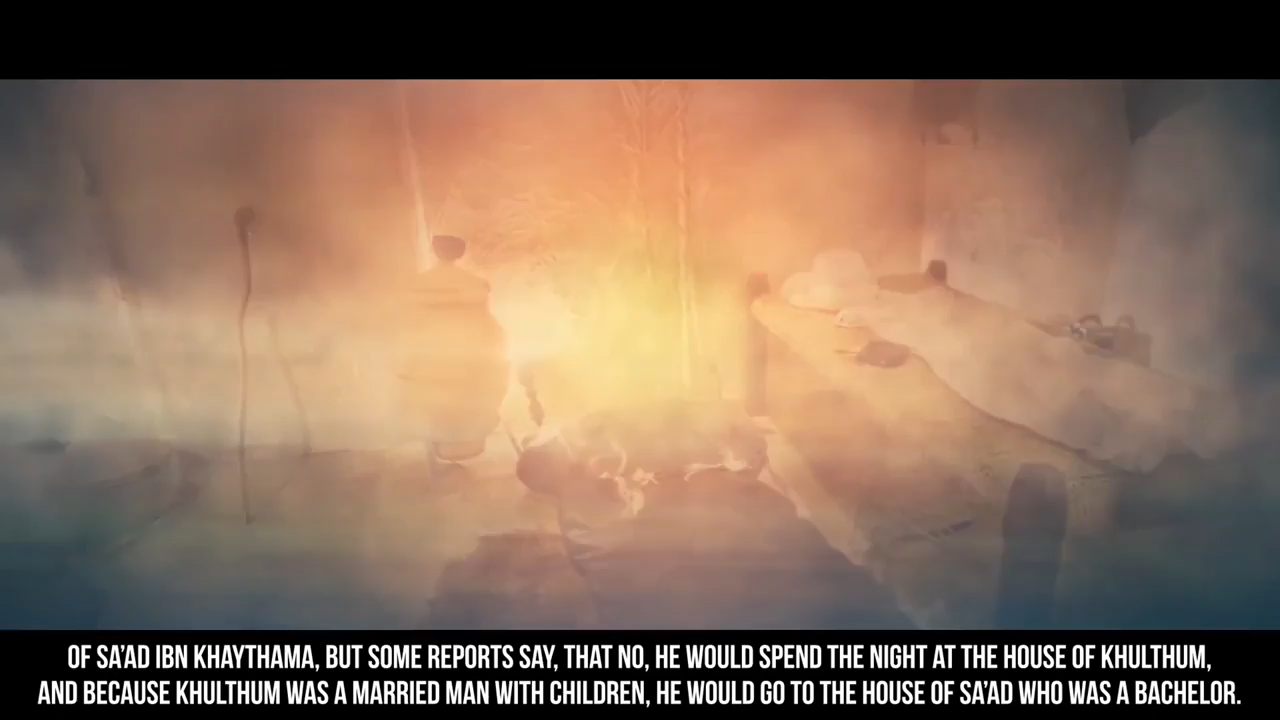 OF SA'AD IBN KHAYTHAMA, BUT SOME REPORTS SAY, THAT NO, HE WOULD SPEND THE NIGHT AT THE HOUSE OF KHULTHUM,
AND BECAUSE KHULTHUM WAS A MARRIED MAN WITH CHILDREN, HE WOULD GO TO THE HOUSE OF SA'AD WHO WAS A BACHELOR.